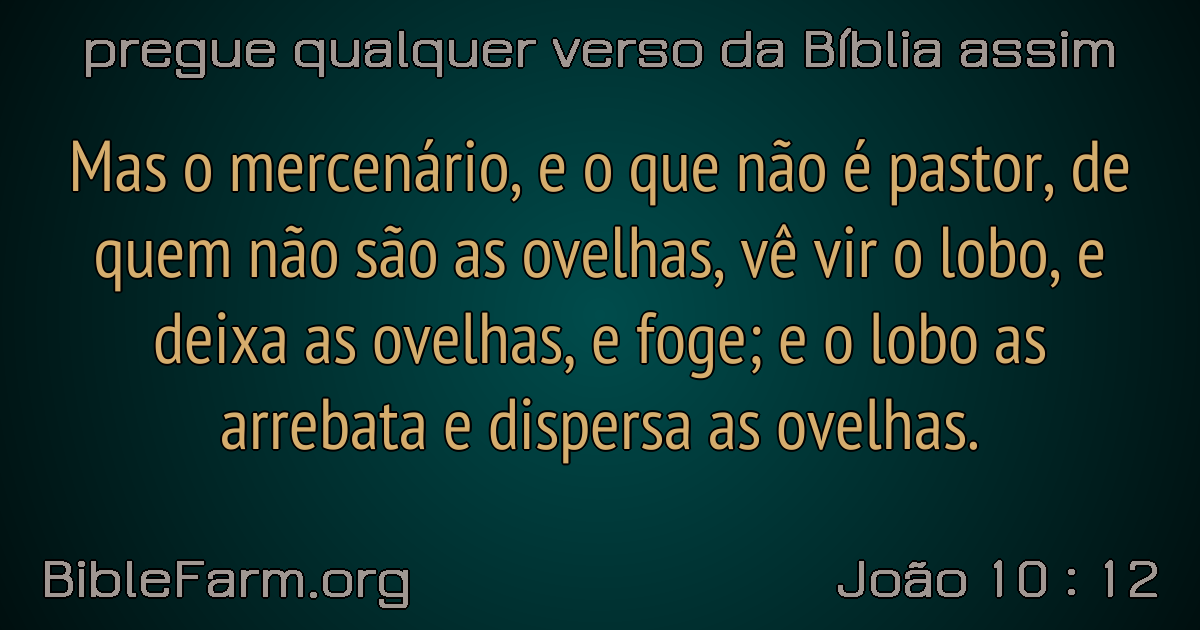 pregue qualquer verso da Bíblia assim
Mas o mercenário, e o que não é pastor, de
quem não são as ovelhas, vê vir o lobo, e
deixa as ovelhas, e foge; e o lobo as
arrebata e dispersa as ovelhas.
BibleFarm.org
João 10 : 12